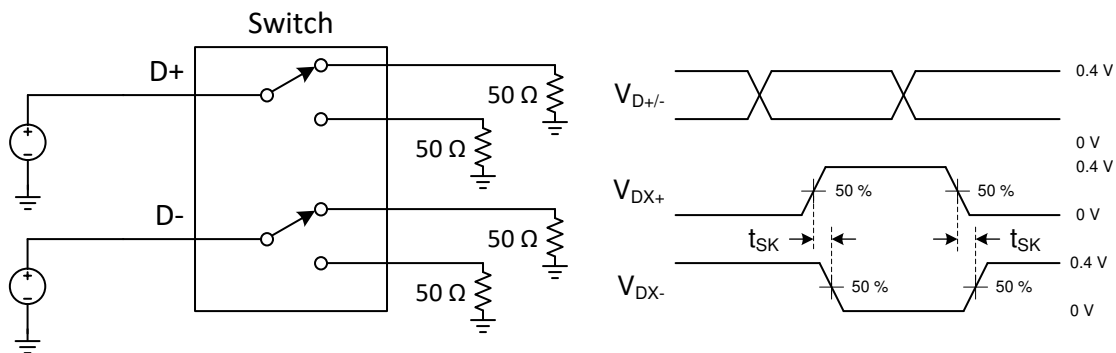 Switch
D+
50 Ω
50 Ω
D-
50 Ω
50 Ω
+
−
+
−
V_D+/-
0.4 V
0 V
V_DX+
0.4 V
50 %
50 %
0 V
t_SK
t_SK
V_DX-
0.4 V
50 %
50 %
0 V